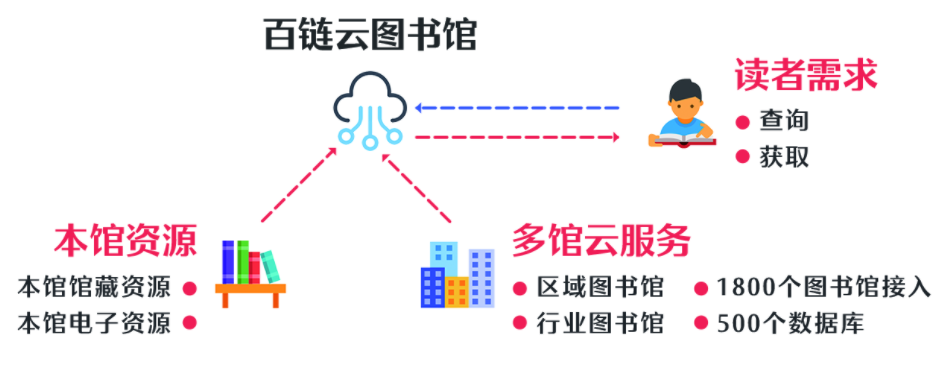 百链云图书馆
读者需求
查询
获取
本馆资源
本馆馆藏资源
本馆电子资源
多馆云服务
区域图书馆
1800个图书馆接入
行业图书馆
500个数据库